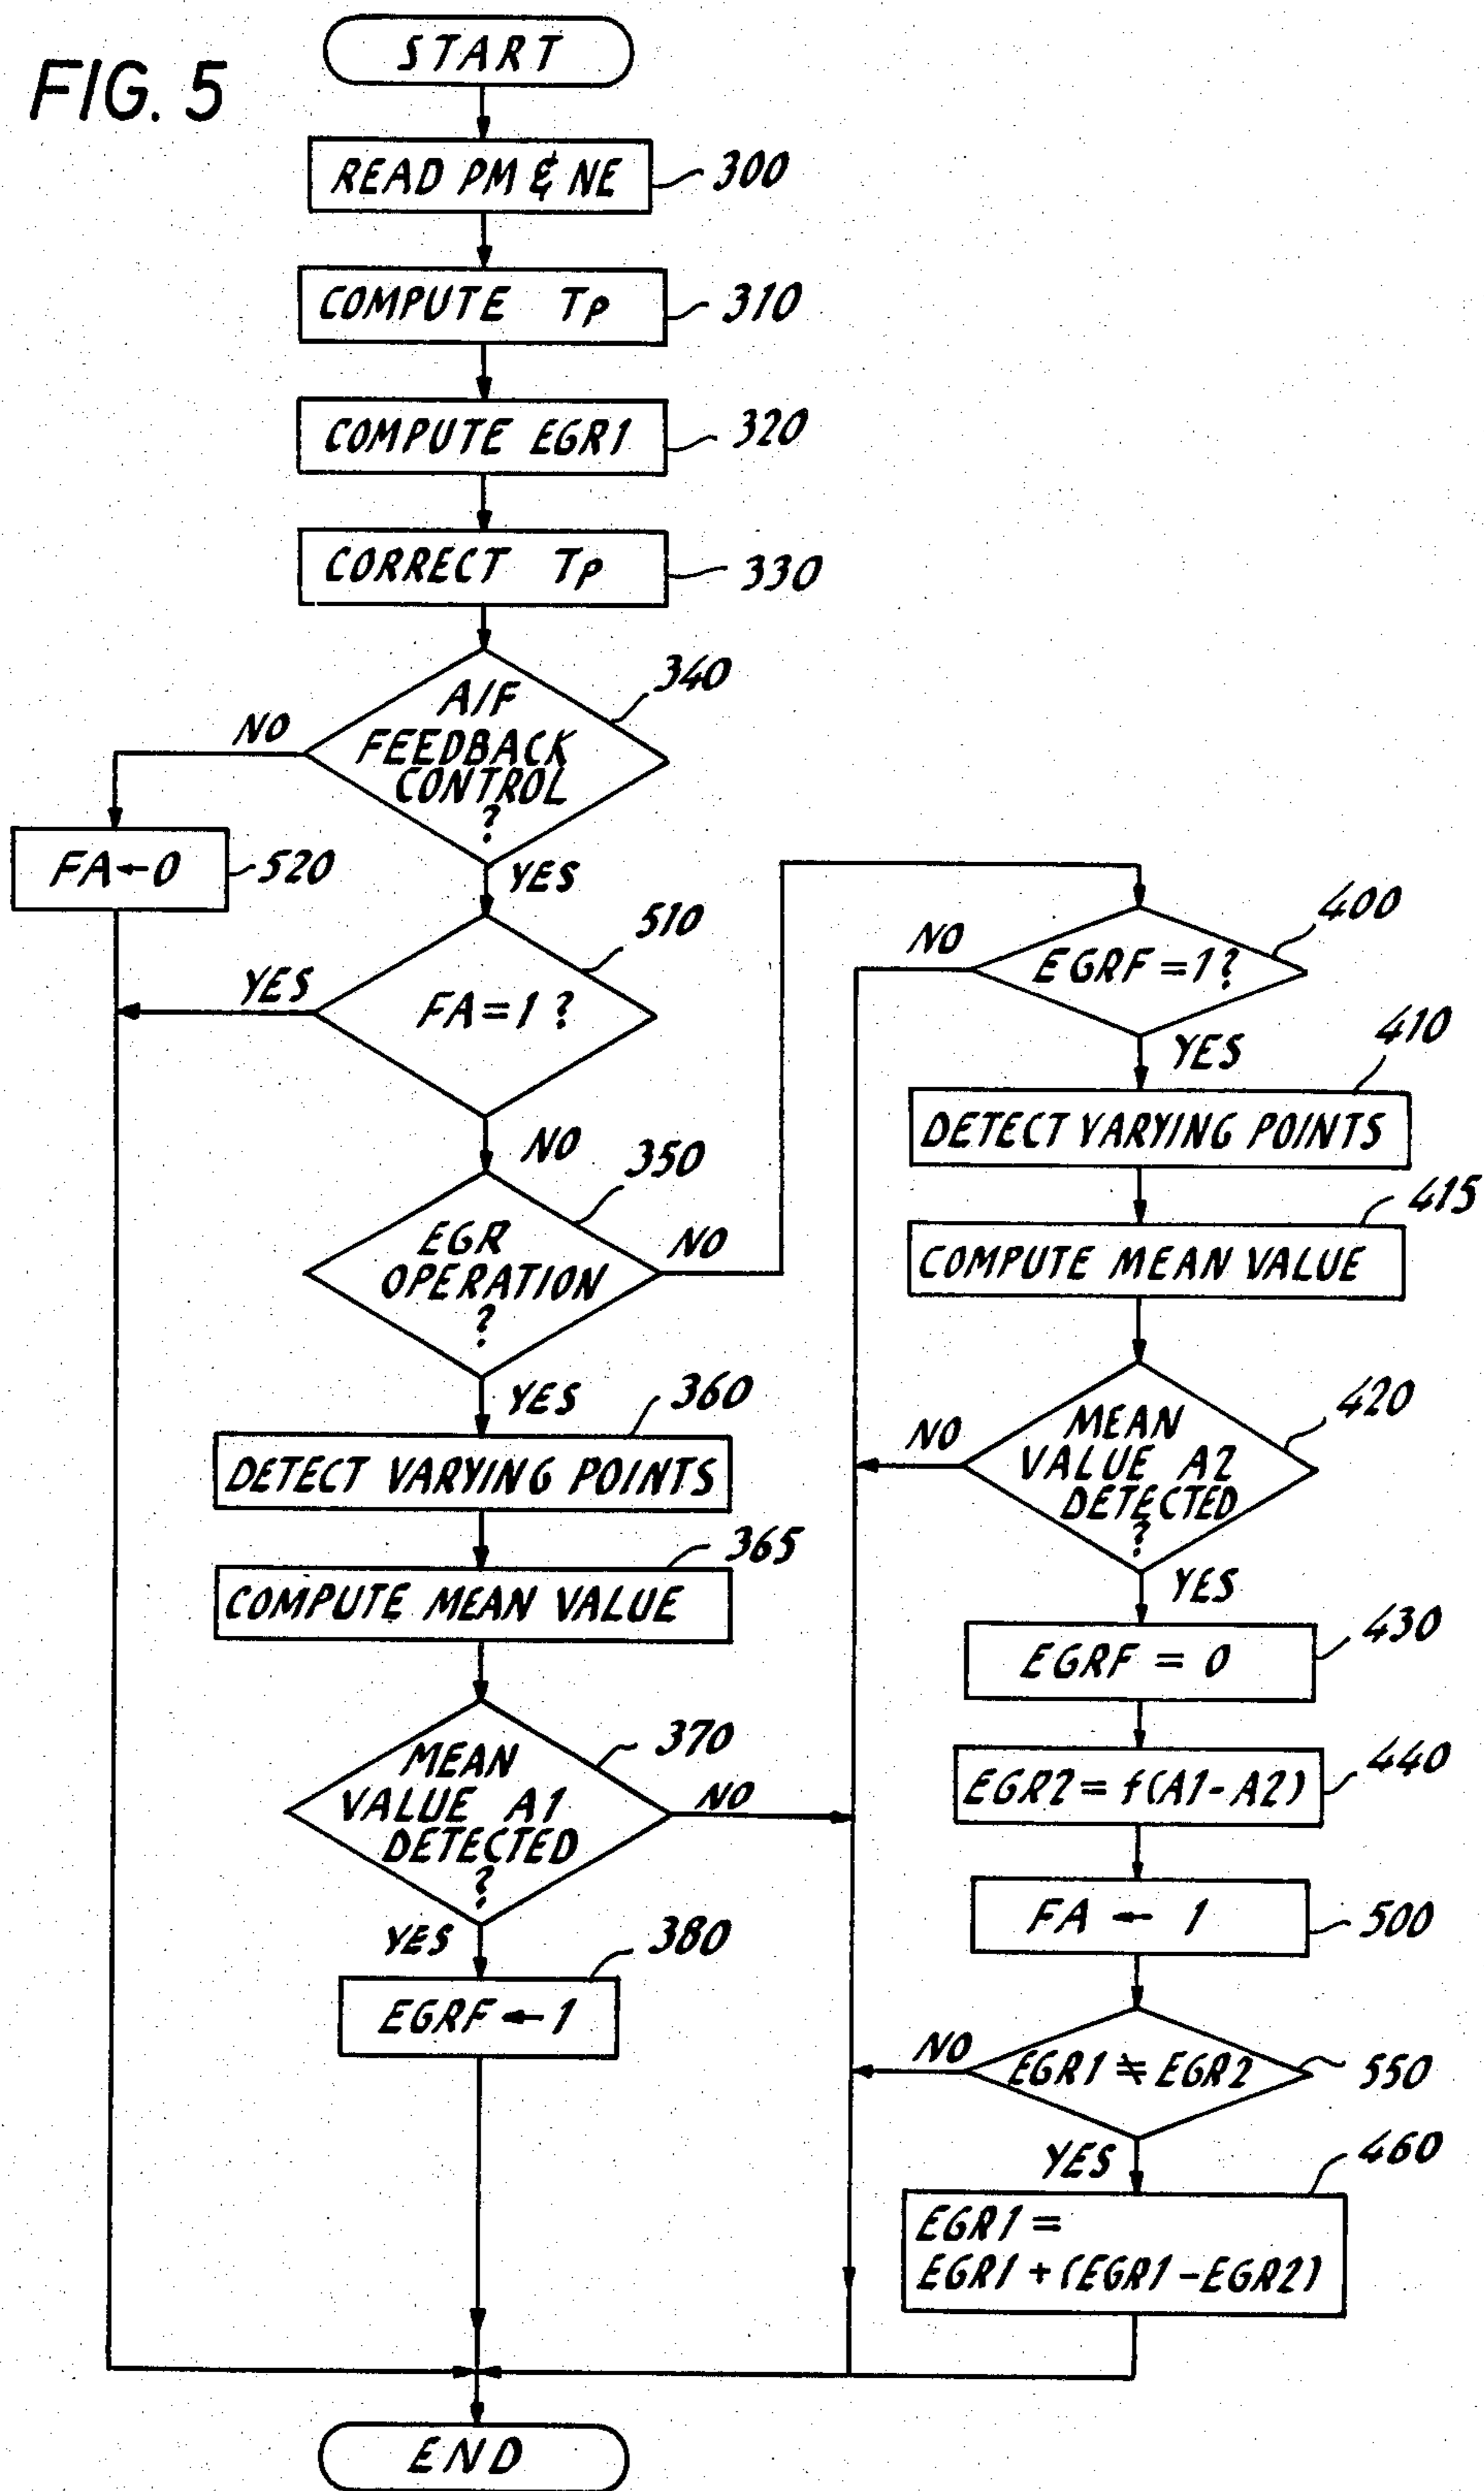 FIG. 5
START
READ PM & NE
300
COMPUTE TP
310
COMPUTE EGR1
320
CORRECT TP
330
A/F
FEEDBACK
CONTROL
?
340
NO
YES
FA←0
520
FA=1?
510
YES
NO
EGR
OPERATION
?
350
NO
YES
DETECT VARYING POINTS
360
COMPUTE MEAN VALUE
365
MEAN
VALUE A1
DETECTED
?
370
NO
YES
EGRF←1
380
EGRF=1?
400
NO
YES
DETECT VARYING POINTS
410
COMPUTE MEAN VALUE
415
MEAN
VALUE A2
DETECTED
?
420
NO
YES
EGRF = 0
430
EGR2=f(A1-A2)
440
FA ← 1
500
EGR1≒EGR2
550
NO
YES
EGR1=
EGR1+(EGR1-EGR2)
460
END